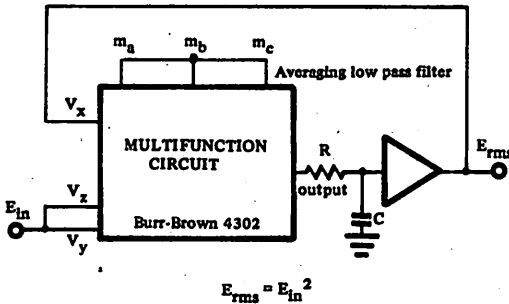 m_a m_b m_c
Averaging low pass filter
V_x
MULTIFUNCTION
CIRCUIT
R
E_rms
output
V_z
E_in
C
V_y
Burr-Brown 4302
E_rms = E_in^2